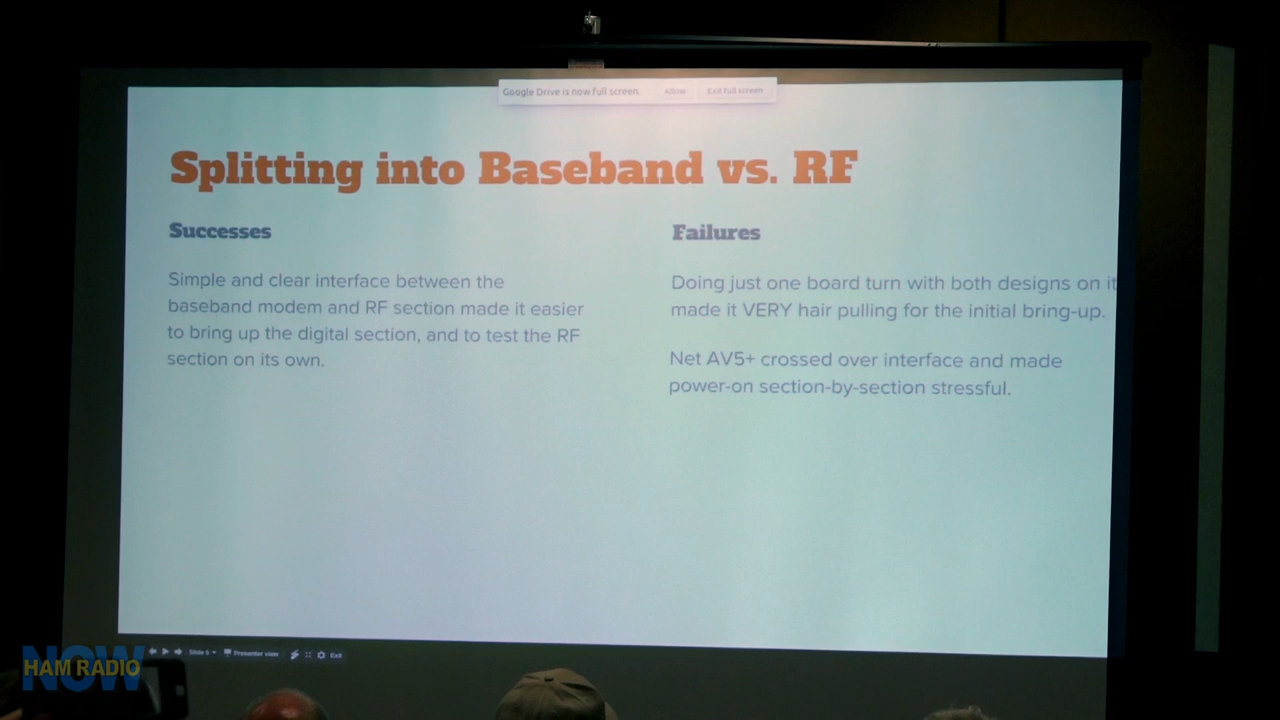 Google Drive is now full screen. Allow Exit full screen
Splitting into Baseband vs. RF
Successes
Simple and clear interface between the
baseband modem and RF section made it easier
to bring up the digital section, and to test the RF
section on its own.
Failures
Doing just one board turn with both designs on it
made it VERY hair pulling for the initial bring-up.
Net AV5+ crossed over interface and made
power-on section-by-section stressful.
Slide 5 Presenter view Exit
HAM RADIO
NOW